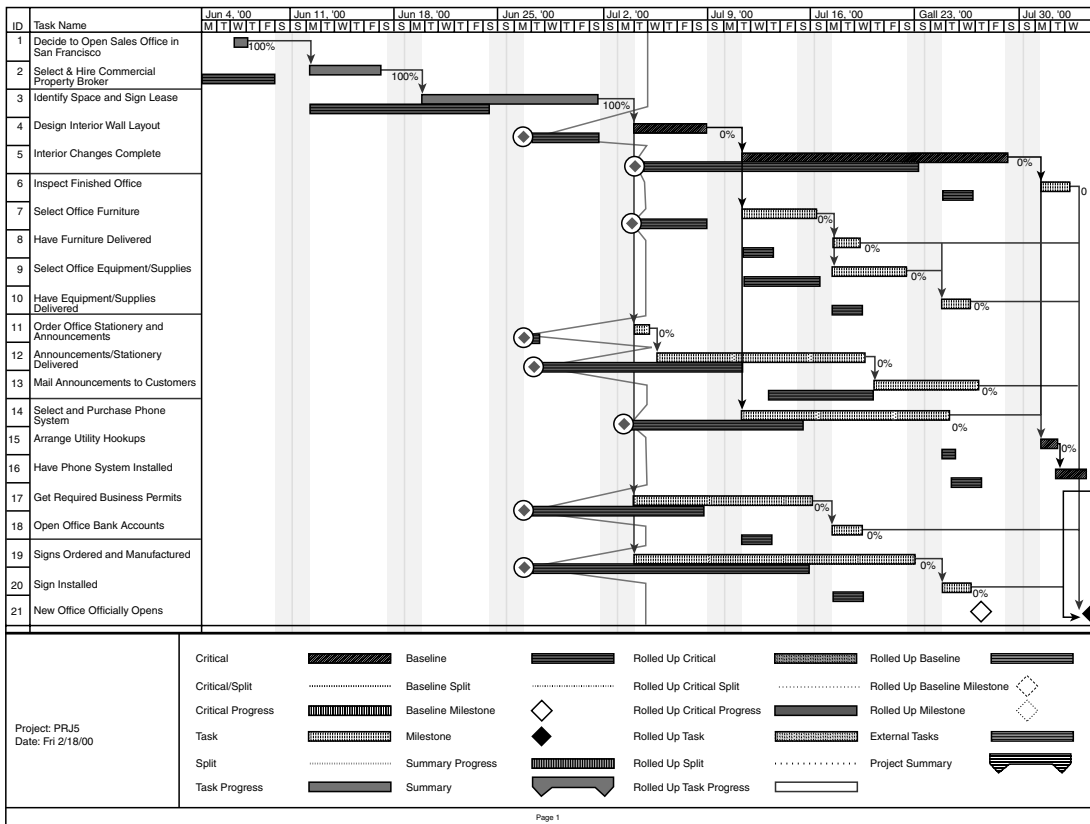 Jun 4, '00 Jun 11, '00 Jun 18, '00 Jun 25, '00 Jul 2, '00 Jul 9, '00 Jul 16, '00 Gall 23, '00 Jul 30, '00
ID Task Name M T W T F S S M T W T F S S M T W T F S S M T W T F S S M T W T F S S M T W T F S S M T W T F S S M T W T F S S M T W
1 Decide to Open Sales Office in
San Francisco
100%
2 Select & Hire Commercial
Property Broker
100%
3 Identify Space and Sign Lease
100%
4 Design Interior Wall Layout
0%
5 Interior Changes Complete
0%
6 Inspect Finished Office
0
7 Select Office Furniture
0%
8 Have Furniture Delivered
0%
9 Select Office Equipment/Supplies
0%
10 Have Equipment/Supplies
Delivered
0%
11 Order Office Stationery and
Announcements
0%
12 Announcements/Stationery
Delivered
0%
13 Mail Announcements to Customers
0%
14 Select and Purchase Phone
System
0%
15 Arrange Utility Hookups
0%
16 Have Phone System Installed
17 Get Required Business Permits
0%
18 Open Office Bank Accounts
0%
19 Signs Ordered and Manufactured
0%
20 Sign Installed
0%
21 New Office Officially Opens
Project: PRJ5
Date: Fri 2/18/00
Critical Baseline Rolled Up Critical Rolled Up Baseline
Critical/Split Baseline Split Rolled Up Critical Split Rolled Up Baseline Milestone
Critical Progress Baseline Milestone Rolled Up Critical Progress Rolled Up Milestone
Task Milestone Rolled Up Task External Tasks
Split Summary Progress Rolled Up Split Project Summary
Task Progress Summary Rolled Up Task Progress
Page 1